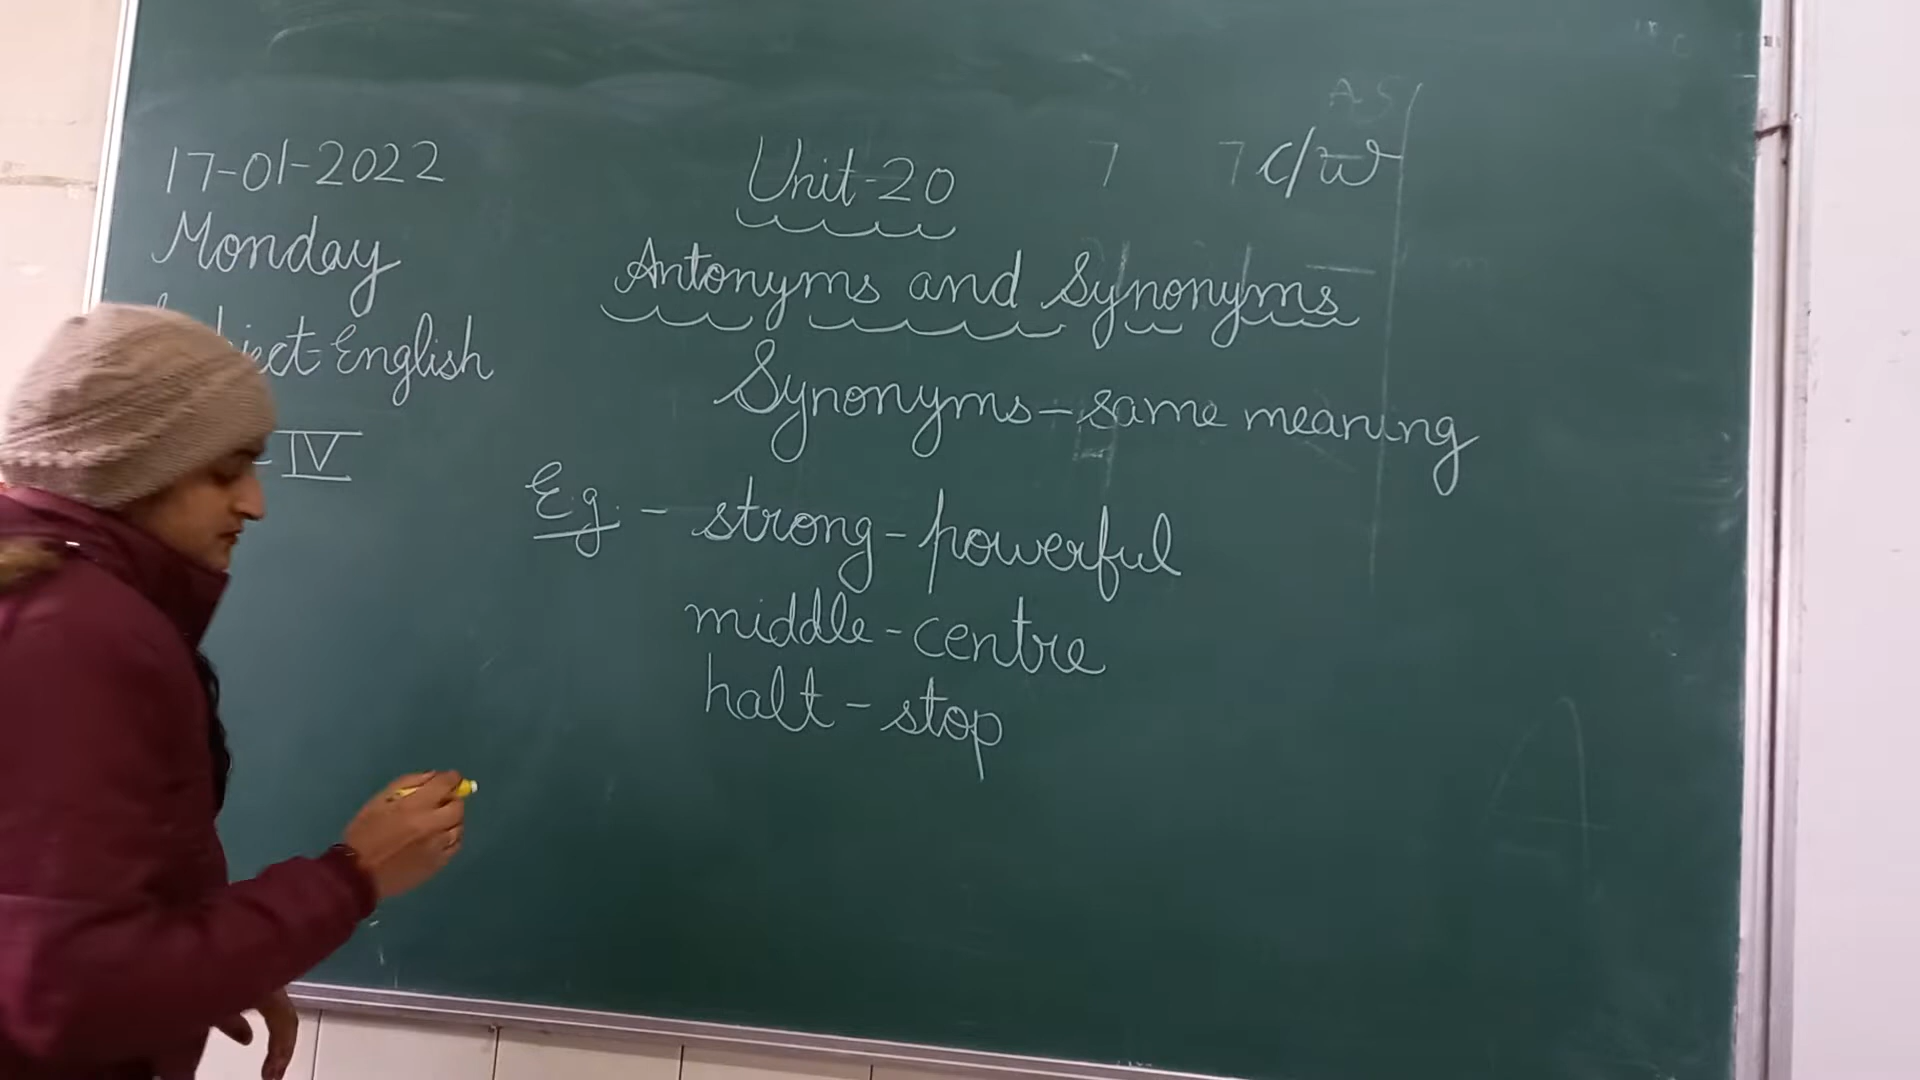 17-01-2022
Monday
English
IV
Unit-20
c/w
Antonyms and Synonyms
Synonyms-same meaning
E.g. - strong-powerful
middle-centre
halt-stop